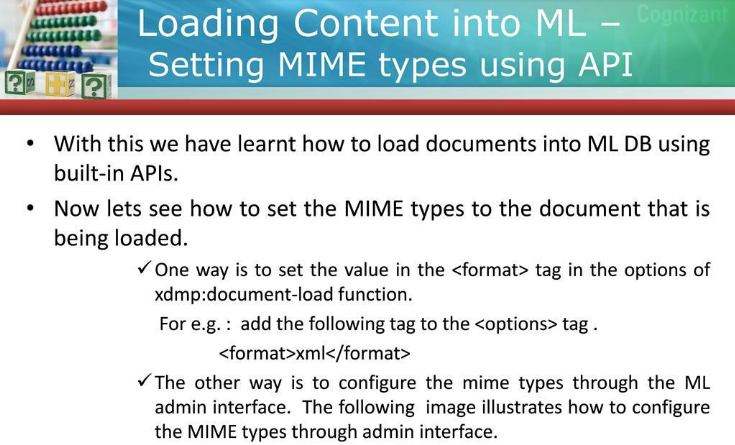 Loading Content into ML –
Cognizant
Setting MIME types using API
? S + N ?
• With this we have learnt how to load documents into ML DB using
built-in APIs.
• Now lets see how to set the MIME types to the document that is
being loaded.
✓ One way is to set the value in the <format> tag in the options of
xdmp:document-load function.
For e.g. : add the following tag to the <options> tag .
<format>xml</format>
✓ The other way is to configure the mime types through the ML
admin interface. The following image illustrates how to configure
the MIME types through admin interface.